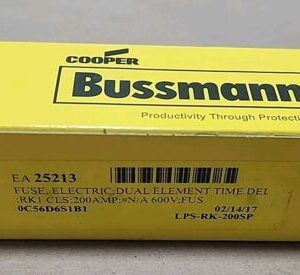 COOPER
Bussmann
Productivity Through Protecti
EA 25213
FUSE, ELECTRIC;DUAL ELEMENT TIME DEL
:RK1 CLS;200AMP;#N/A 600V;FUS
0C56D6S1B1 02/14/17
LPS-RK-200SP